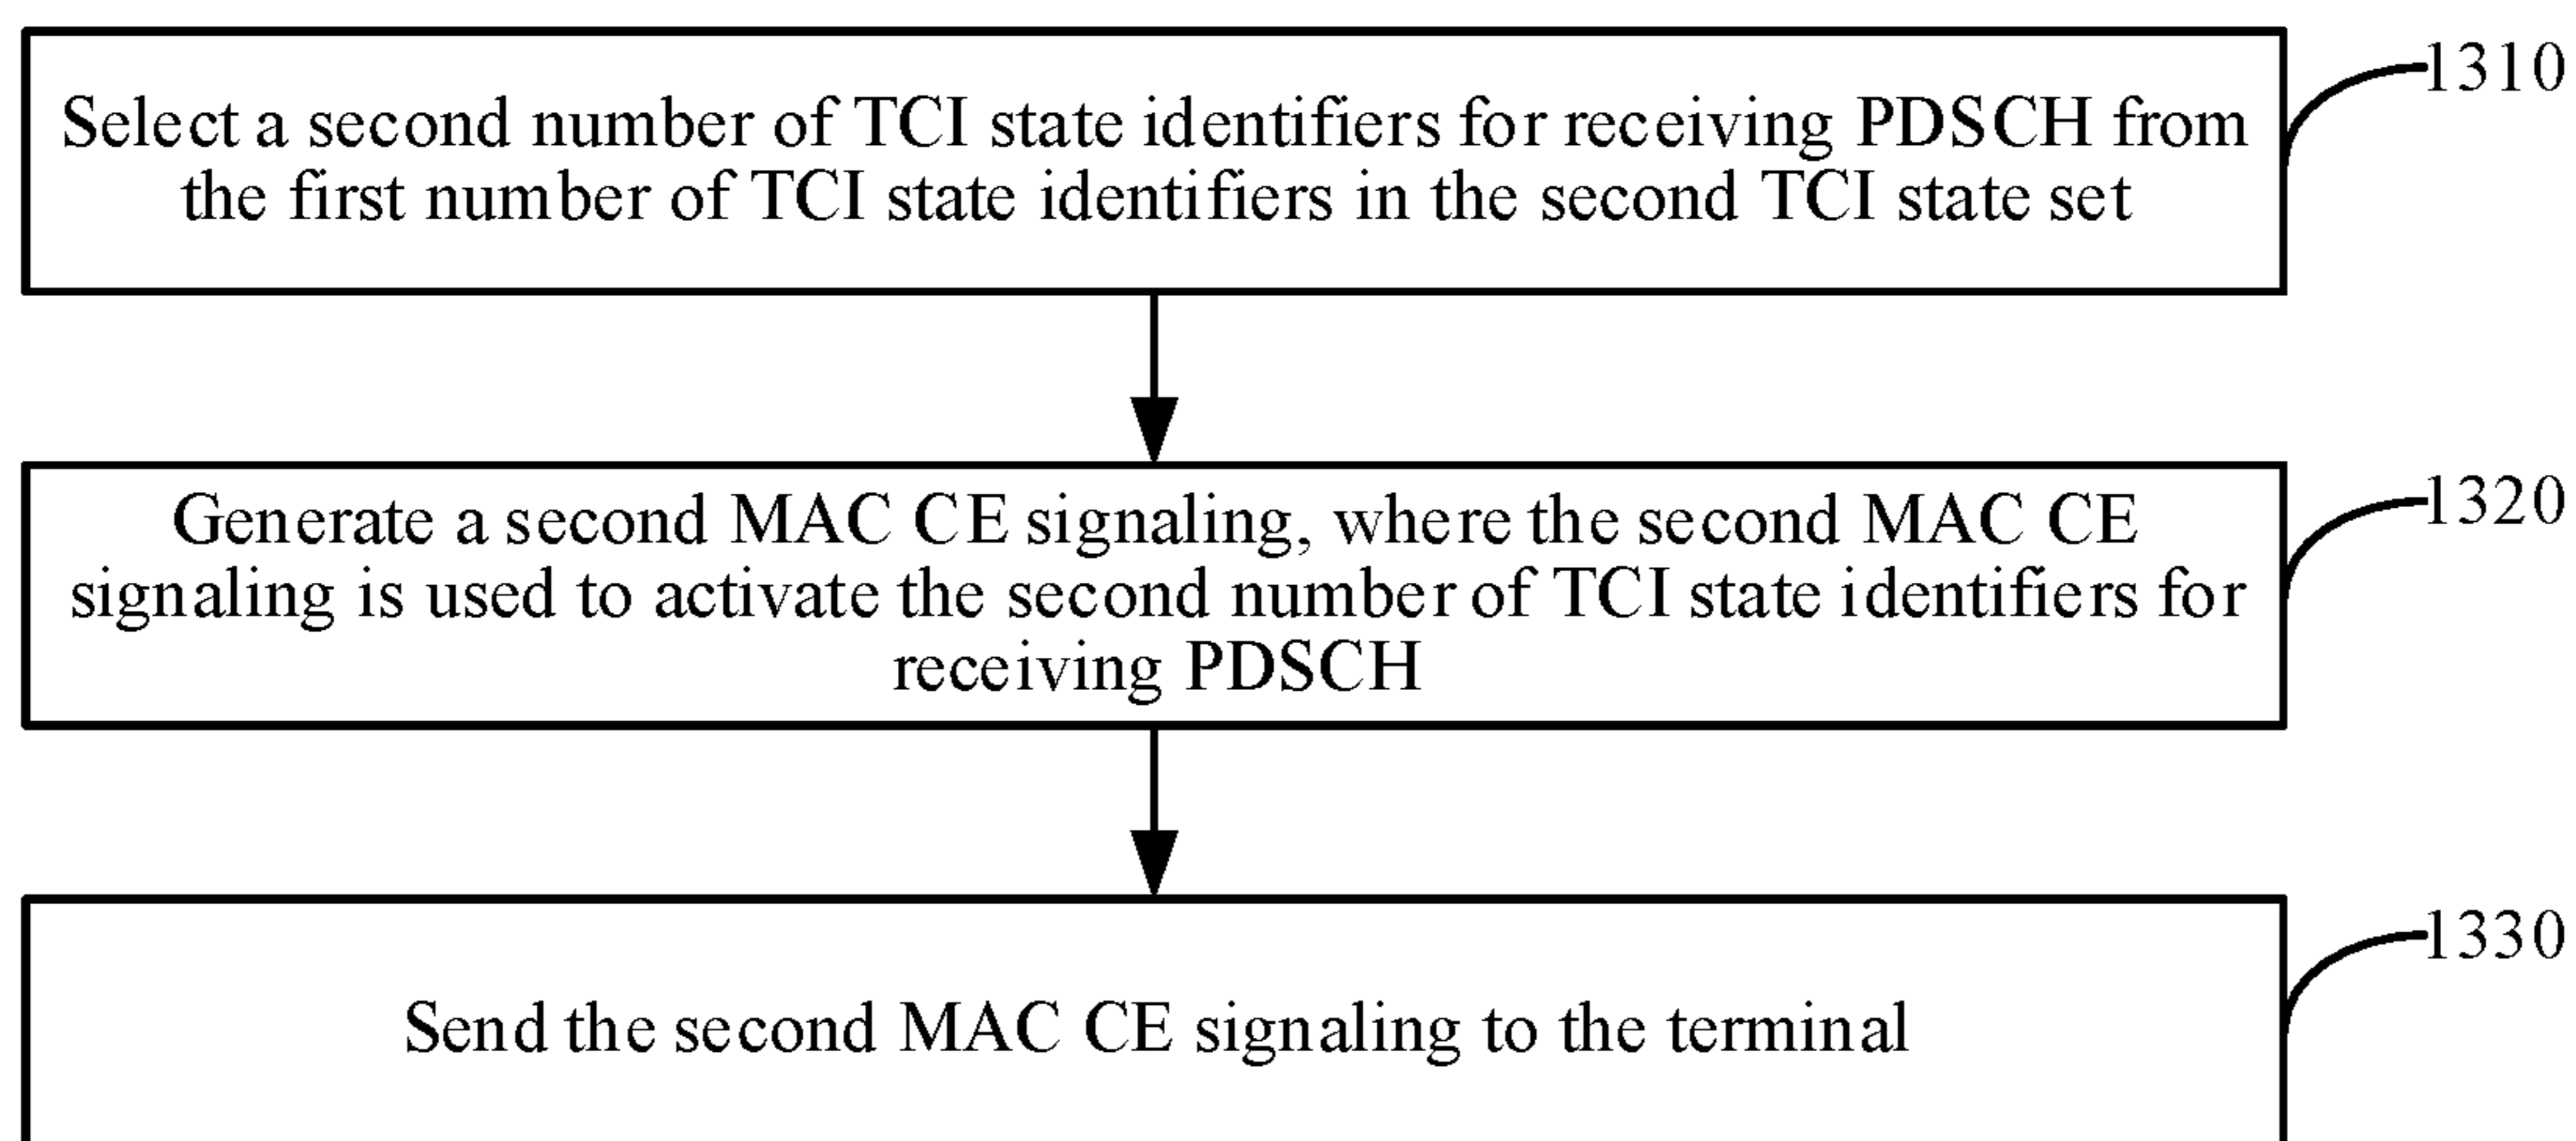 1310
Select a second number of TCI state identifiers for receiving PDSCH from
the first number of TCI state identifiers in the second TCI state set
1320
Generate a second MAC CE signaling, where the second MAC CE
signaling is used to activate the second number of TCI state identifiers for
receiving PDSCH
1330
Send the second MAC CE signaling to the terminal